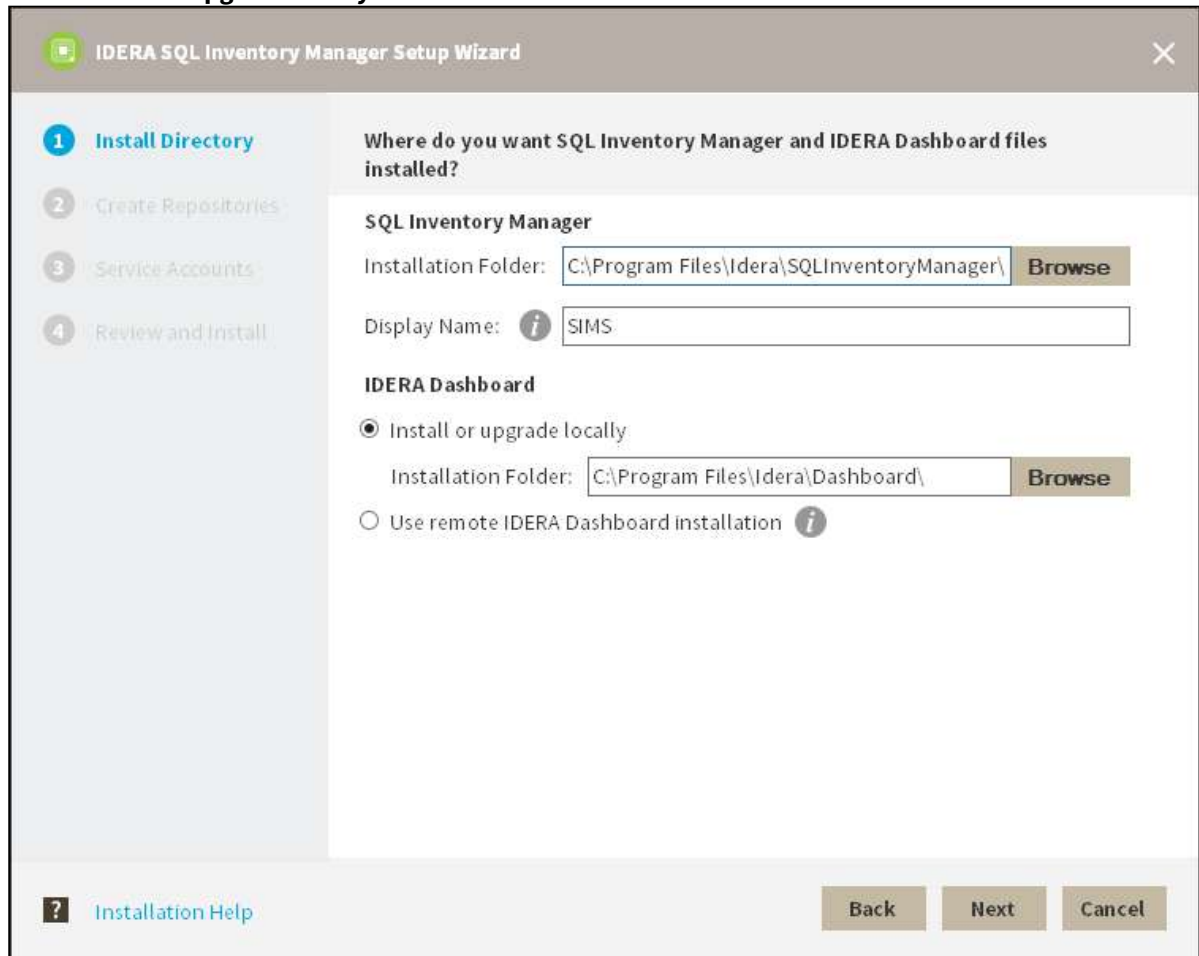 IDERA SQL Inventory Manager Setup Wizard
1 Install Directory
2 Create Repositories
3 Service Accounts
4 Review and Install
Where do you want SQL Inventory Manager and IDERA Dashboard files
installed?
SQL Inventory Manager
Installation Folder: C:\Program Files\Idera\SQLInventoryManager\ Browse
Display Name: i SIMS
IDERA Dashboard
Install or upgrade locally
Installation Folder: C:\Program Files\Idera\Dashboard\ Browse
Use remote IDERA Dashboard installation i
? Installation Help
Back Next Cancel